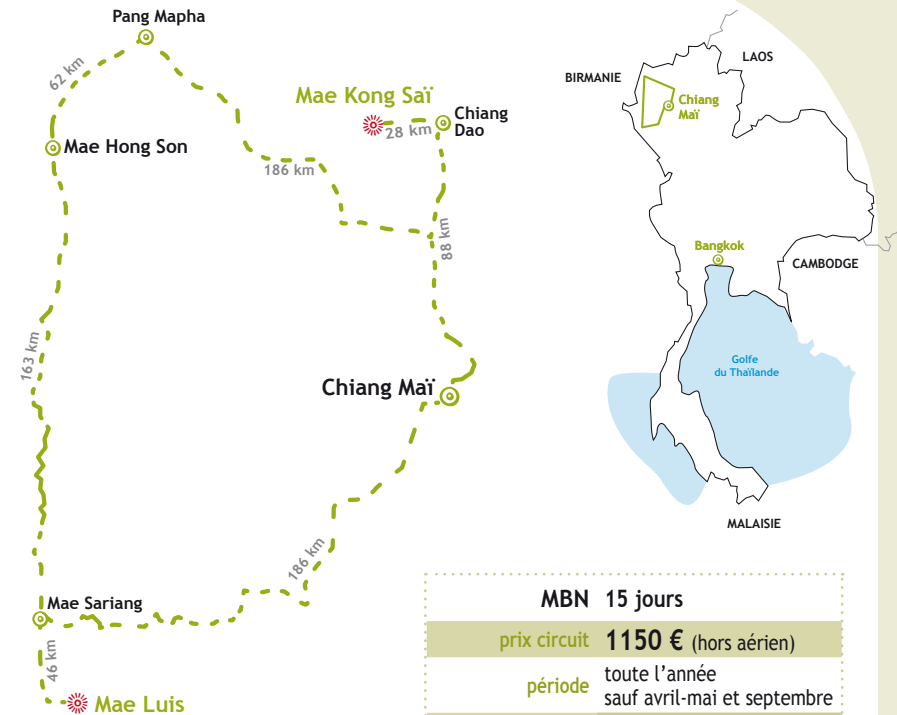 Pang Mapha
62 km
Mae Kong Saï
28 km
Chiang
Dao
Mae Hong Son
186 km
88 km
163 km
Chiang Maï
186 km
Mae Sariang
46 km
Mae Luis
LAOS
BIRMANIE
Chiang
Maï
Bangkok
CAMBODGE
Golfe
du Thaïlande
MALAISIE
MBN 15 jours
prix circuit 1150 € (hors aérien)
période toute l'année
sauf avril-mai et septembre